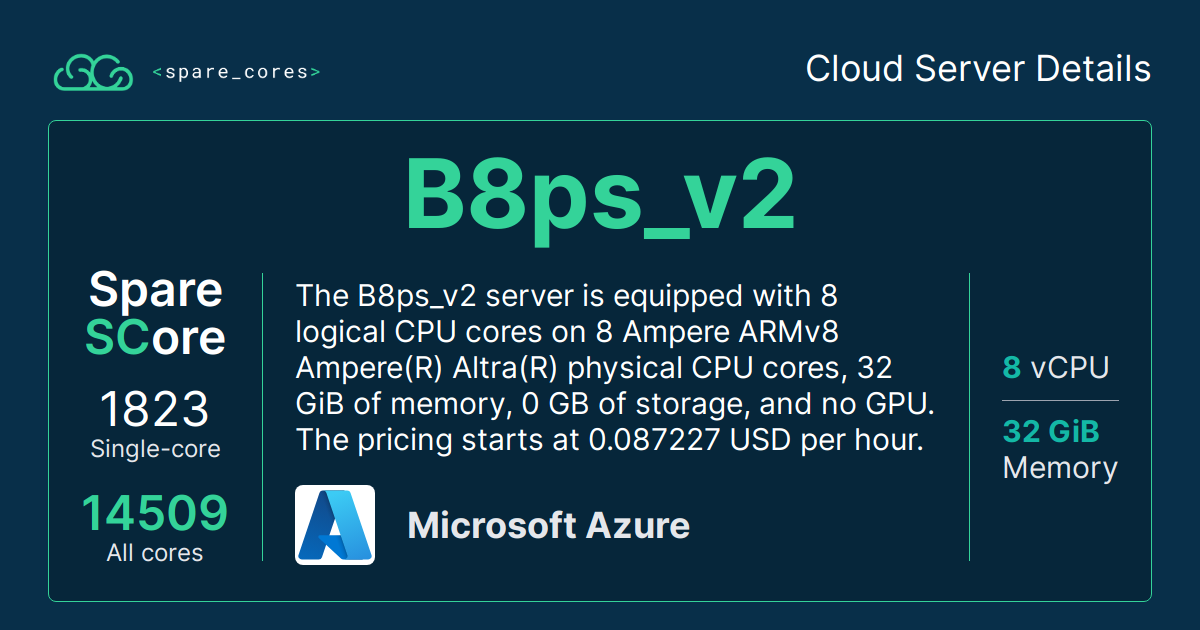 <spare_cores>
Cloud Server Details
B8ps_v2
Spare
SCore
1823
Single-core
14509
All cores
The B8ps_v2 server is equipped with 8
logical CPU cores on 8 Ampere ARMv8
Ampere(R) Altra(R) physical CPU cores, 32
GiB of memory, 0 GB of storage, and no GPU.
The pricing starts at 0.087227 USD per hour.
Microsoft Azure
8 vCPU
32 GiB
Memory